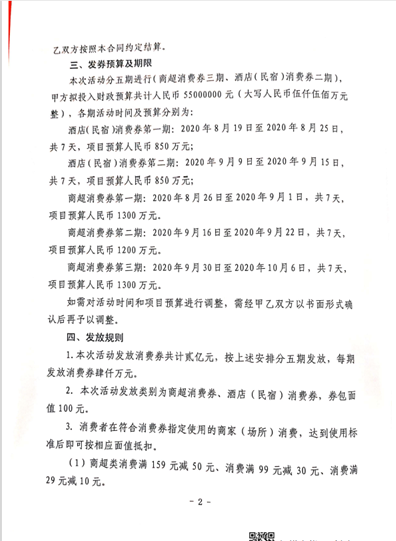 乙双方按照本合同约定结算。
三、发券预算及期限
本次活动分五期进行(商超消费券三期、酒店(民宿)消费券二期),
甲方拟投入财政预算共计人民币 55000000 元(大写人民币伍仟伍佰万元
整),各期活动时间及预算分别为:
酒店(民宿)消费券第一期:2020 年 8 月 19 日至 2020 年 8 月 25 日,
共 7 天,项目预算人民币 850 万元;
酒店(民宿)消费券第二期:2020 年 9 月 9 日至 2020 年 9 月 15 日,
共 7 天,项目预算人民币 850 万元;
商超消费券第一期:2020 年 8 月 26 日至 2020 年 9 月 1 日,共 7 天,
项目预算人民币 1300 万元。
商超消费券第二期:2020 年 9 月 16 日至 2020 年 9 月 22 日,共 7 天,
项目预算人民币 1200 万元。
商超消费券第三期:2020 年 9 月 30 日至 2020 年 10 月 6 日,共 7 天,
项目预算人民币 1300 万元。
如需对活动时间和项目预算进行调整,需经甲乙双方以书面形式确
认后再予以调整。
四、发放规则
1.本次活动发放消费券共计贰亿元,按上述安排分五期发放,每期
发放消费券肆仟万元。
2. 本次活动发放类别为商超消费券、酒店(民宿)消费券,券包面
值 100 元。
3. 消费者在符合消费券指定使用的商家(场所)消费,达到使用标
准后即可按相应面值抵扣。
(1)商超类消费满 159 元减 50 元、消费满 99 元减 30 元、消费满
29 元减 10 元。
- 2 -